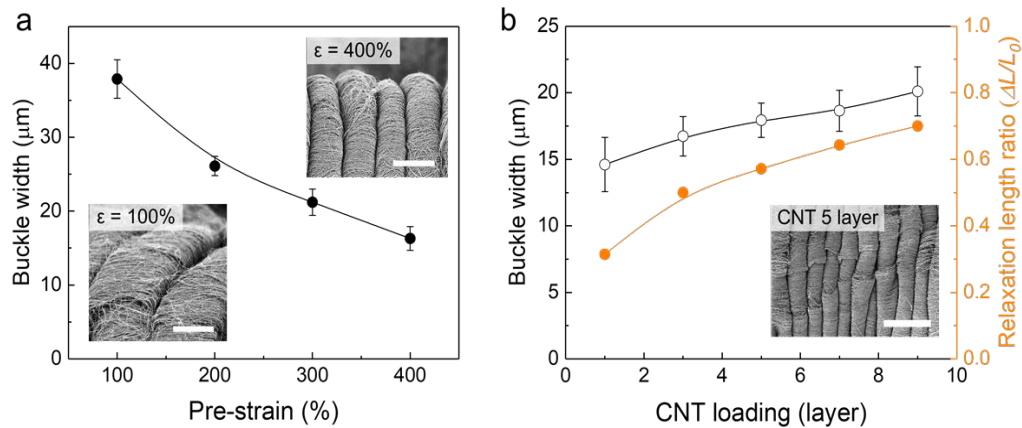 a
Buckle width (μm)
40
30
20
10
0
100
200
300
400
Pre-strain (%)
ε = 400%
ε = 100%
b
Buckle width (μm)
25
20
15
10
5
0
0
2
4
6
8
10
CNT loading (layer)
CNT 5 layer
1.0
0.8
0.6
0.4
0.2
0.0
Relaxation length ratio (ΔL/L₀)